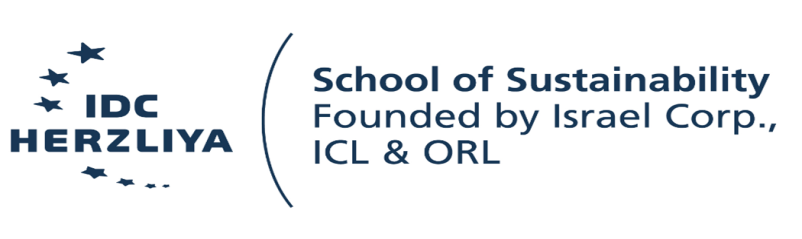 IDC
HERZLIYA
School of Sustainability
Founded by Israel Corp.,
ICL & ORL